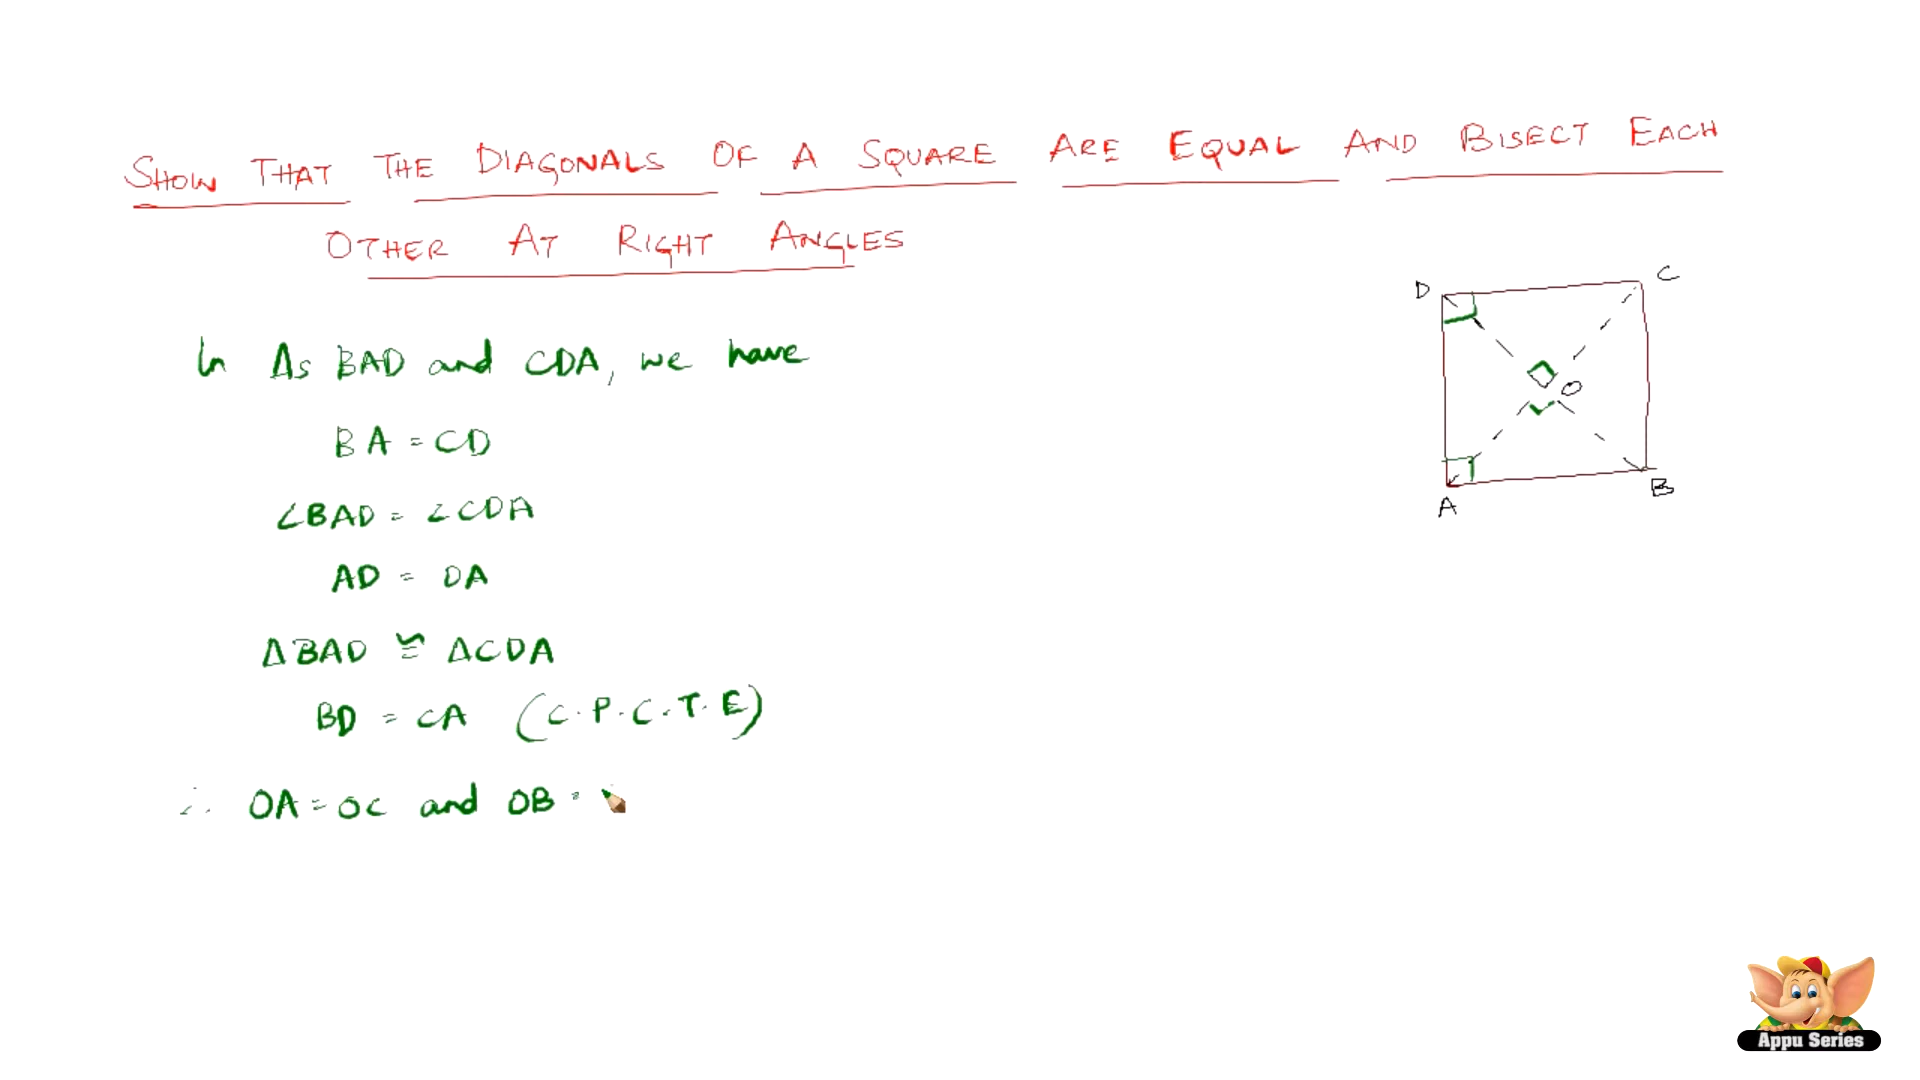 SHOW THAT THE DIAGONALS OF A SQUARE ARE EQUAL AND BISECT EACH
OTHER AT RIGHT ANGLES
D
C
O
A
B
In Δs BAD and CDA, we have
BA = CD
∠BAD = ∠CDA
AD = DA
ΔBAD ≅ ΔCDA
BD = CA (C.P.C.T.E)
∴ OA = OC and OB =
Appu Series